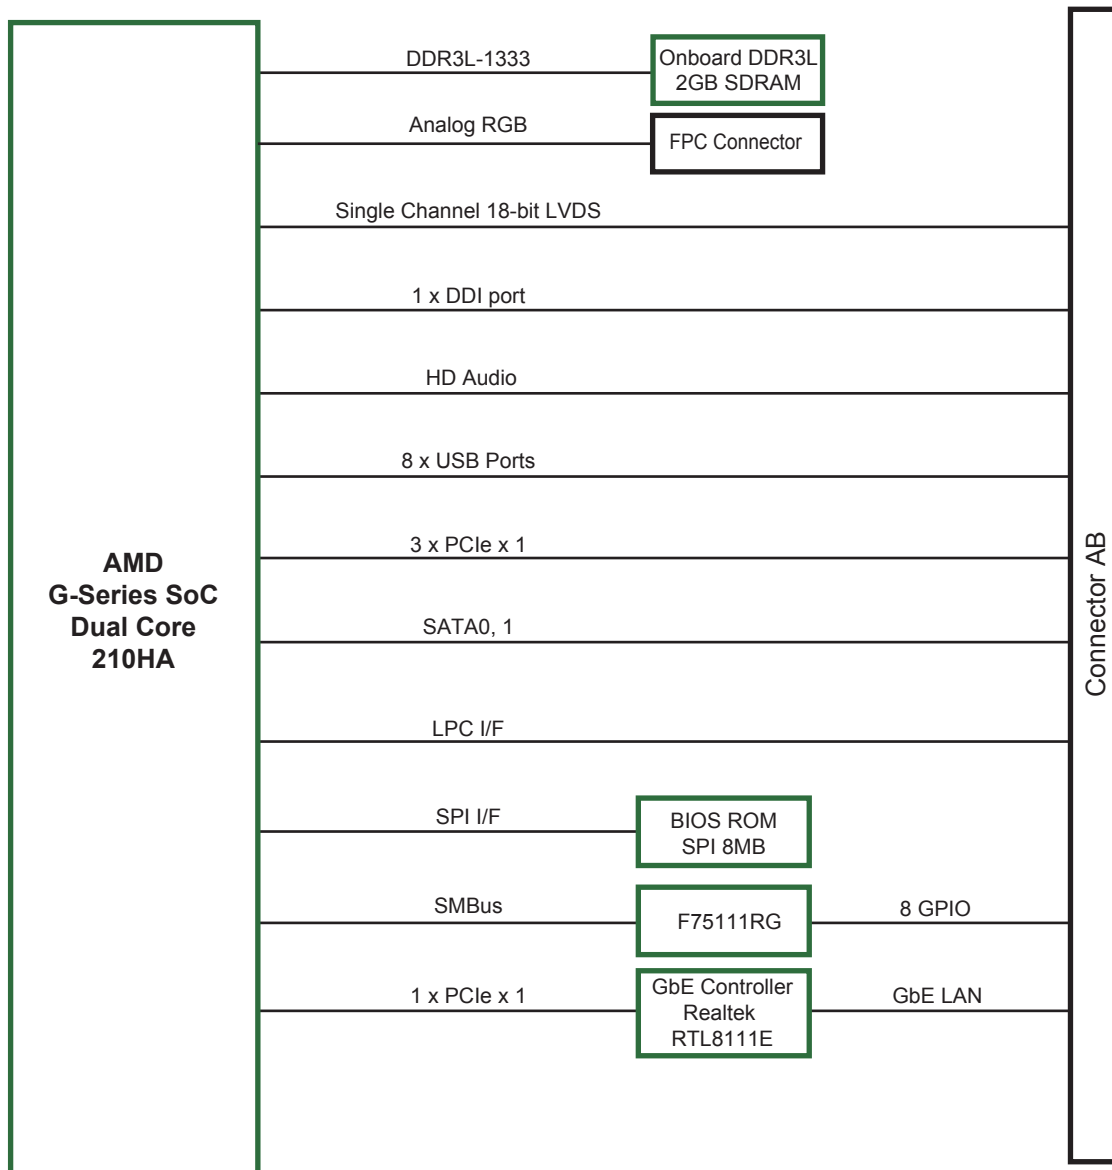 DDR3L-1333
Onboard DDR3L
2GB SDRAM
Analog RGB
FPC Connector
Single Channel 18-bit LVDS
1 x DDI port
HD Audio
8 x USB Ports
3 x PCIe x 1
AMD
G-Series SoC
Dual Core
210HA
SATA0, 1
Connector AB
LPC I/F
SPI I/F
BIOS ROM
SPI 8MB
SMBus
F75111RG
8 GPIO
1 x PCIe x 1
GbE Controller
Realtek
RTL8111E
GbE LAN